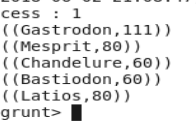 cess : 1
((Gastrodon,111))
((Mesprit,80))
((Chandelure,60))
((Bastiodon,60))
((Latios,80))
grunt>